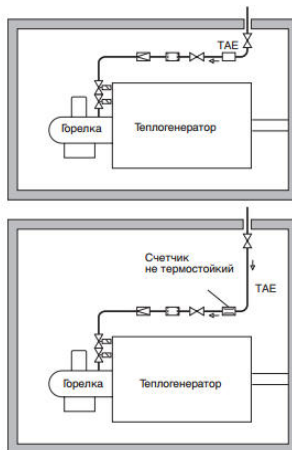 TAE
Горелка
Теплогенератор
Счетчик
не термостойкий
TAE
Горелка
Теплогенератор